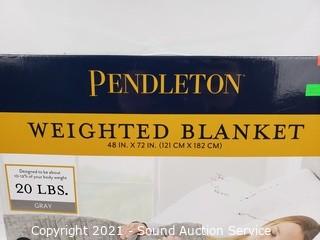 PENDLETON
WEIGHTED BLANKET
48 IN. X 72 IN. (121 CM X 182 CM)
Designed to be about
10-12% of your body weight
20 LBS.
GRAY
Copyright 2021 - Sound Auction Service